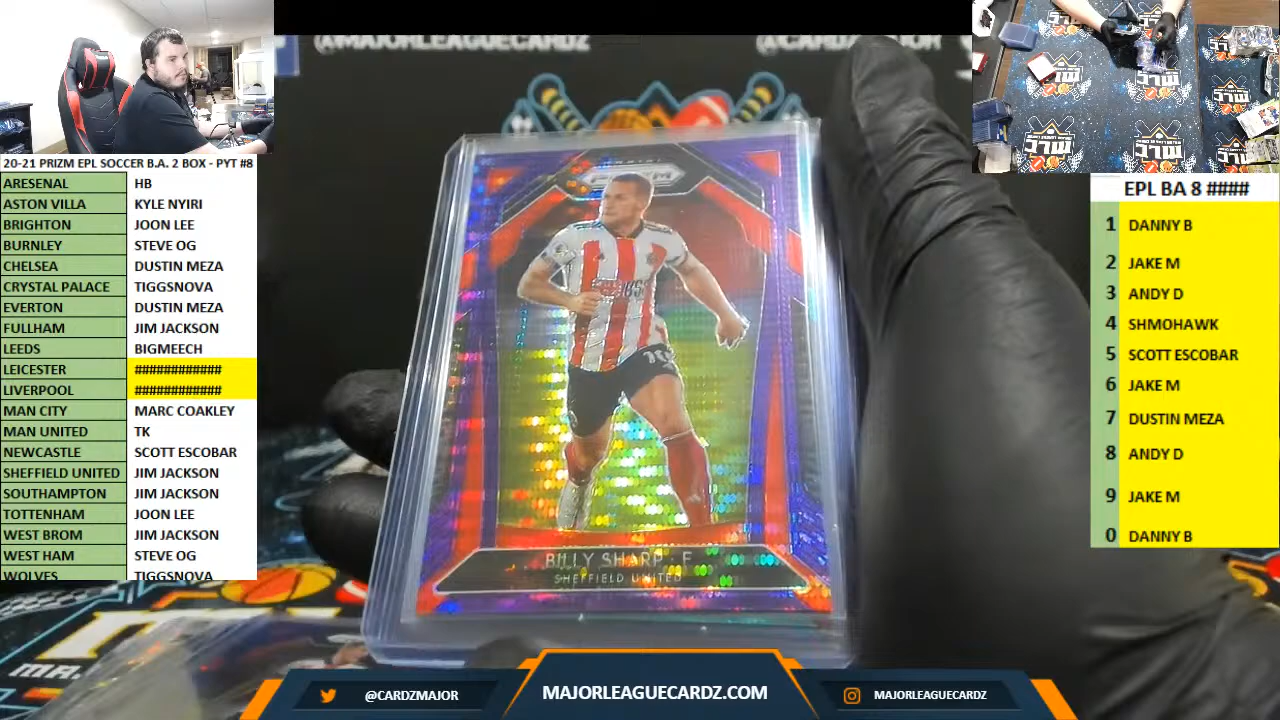 @MAJORLEAGUECARDZ
@CARDZMAJOR
20-21 PRIZM EPL SOCCER B.A. 2 BOX - PYT #8
ARESENAL HB
ASTON VILLA KYLE NYIRI
BRIGHTON JOON LEE
BURNLEY STEVE OG
CHELSEA DUSTIN MEZA
CRYSTAL PALACE TIGGSNOVA
EVERTON DUSTIN MEZA
FULLHAM JIM JACKSON
LEEDS BIGMEECH
LEICESTER ############
LIVERPOOL ############
MAN CITY MARC COAKLEY
MAN UNITED TK
NEWCASTLE SCOTT ESCOBAR
SHEFFIELD UNITED JIM JACKSON
SOUTHAMPTON JIM JACKSON
TOTTENHAM JOON LEE
WEST BROM JIM JACKSON
WEST HAM STEVE OG
WOLVES TIGGSNOVA
PRIZM
BILLY SHARP - F
SHEFFIELD UNITED
EPL BA 8 ####
1 DANNY B
2 JAKE M
3 ANDY D
4 SHMOHAWK
5 SCOTT ESCOBAR
6 JAKE M
7 DUSTIN MEZA
8 ANDY D
9 JAKE M
0 DANNY B
@CARDZMAJOR
MAJORLEAGUECARDZ.COM
MAJORLEAGUECARDZ